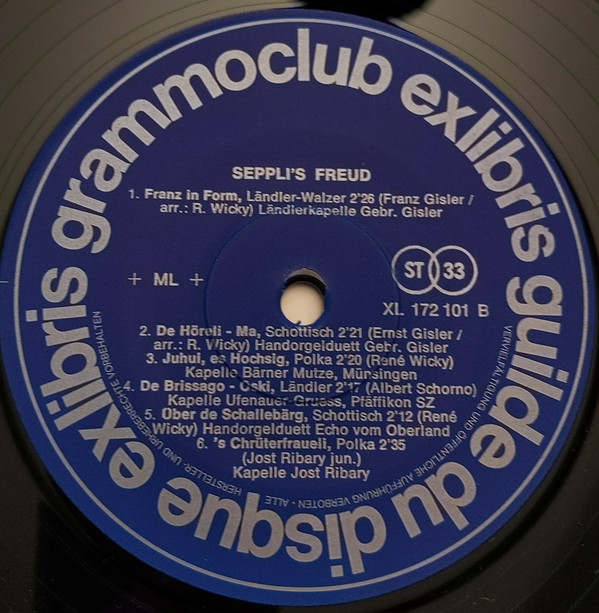 grammoclub exlibris guilde du disque exlibris
SEPPLI'S FREUD
1. Franz in Form, Ländler-Walzer 2'26 (Franz Gisler /
arr.: R. Wicky) Ländlerkapelle Gebr. Gisler
+ ML +
ST 33
XL 172 101 B
2. De Höreli - Ma, Schottisch 2'21 (Ernst Gisler /
arr.: R. Wicky) Handorgelduett Gebr. Gisler
3. Juhui, es Hochsig, Polka 2'20 (René Wicky)
Kapelle Bärner Mutze, Münsingen
4. De Brissago - Oski, Ländler 2'17 (Albert Schorno)
Kapelle Ufenauer-Gruess, Pfäffikon SZ
5. Ober de Schallebärg, Schottisch 2'12 (René
Wicky) Handorgelduett Echo vom Oberland
6. 's Chrüterfraueli, Polka 2'35
(Jost Ribary jun.)
Kapelle Jost Ribary
VERVIELFÄLTIGUNG UND ÖFFENTLICHE AUFFÜHRUNG VERBOTEN - ALLE HERSTELLER- UND URHEBERRECHTE VORBEHALTEN